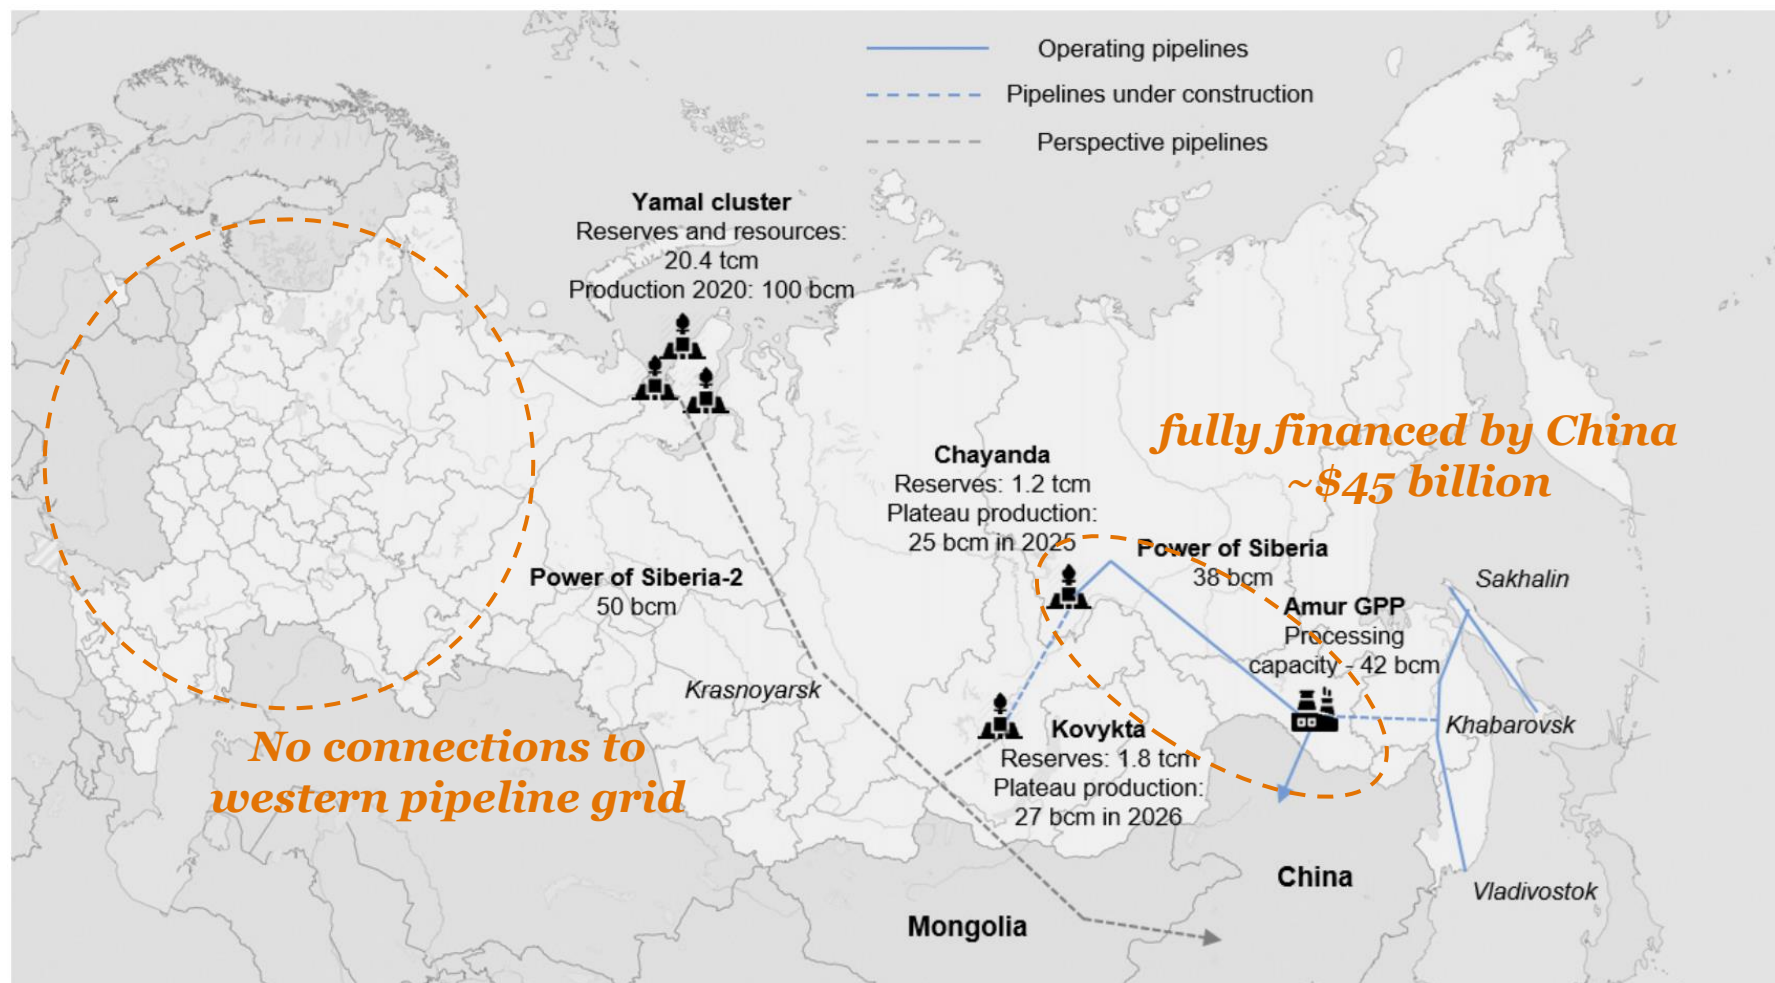 Operating pipelines
Pipelines under construction
Perspective pipelines
Yamal cluster
Reserves and resources:
20.4 tcm
Production 2020: 100 bcm
fully financed by China
~$45 billion
Chayanda
Reserves: 1.2 tcm
Plateau production:
25 bcm in 2025
Power of Siberia
38 bcm
Power of Siberia-2
50 bcm
Sakhalin
Amur GPP
Processing
capacity - 42 bcm
Krasnoyarsk
Khabarovsk
Kovykta
Reserves: 1.8 tcm
Plateau production:
27 bcm in 2026
No connections to
western pipeline grid
China
Vladivostok
Mongolia